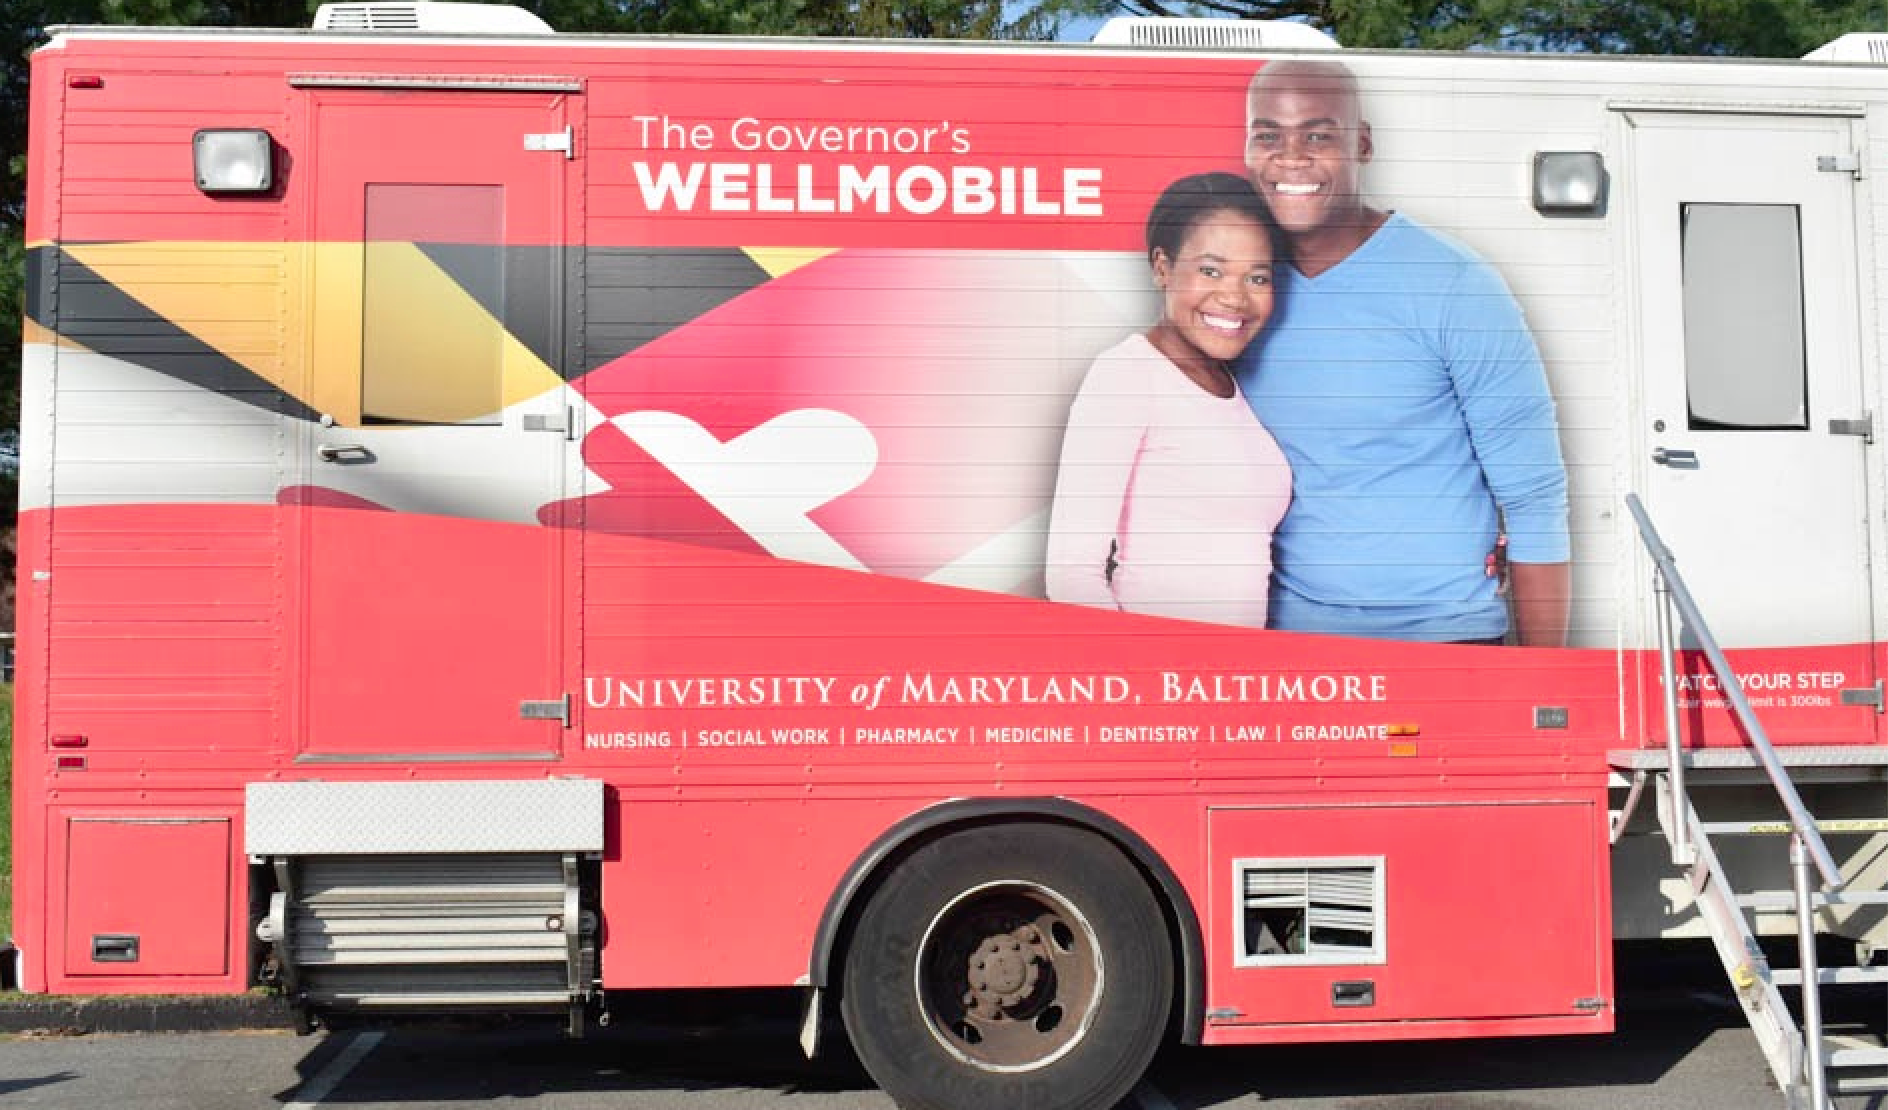 The Governor's
WELLMOBILE
UNIVERSITY of MARYLAND, BALTIMORE
NURSING | SOCIAL WORK | PHARMACY | MEDICINE | DENTISTRY | LAW | GRADUATE
WATCH YOUR STEP
limit is 300lbs